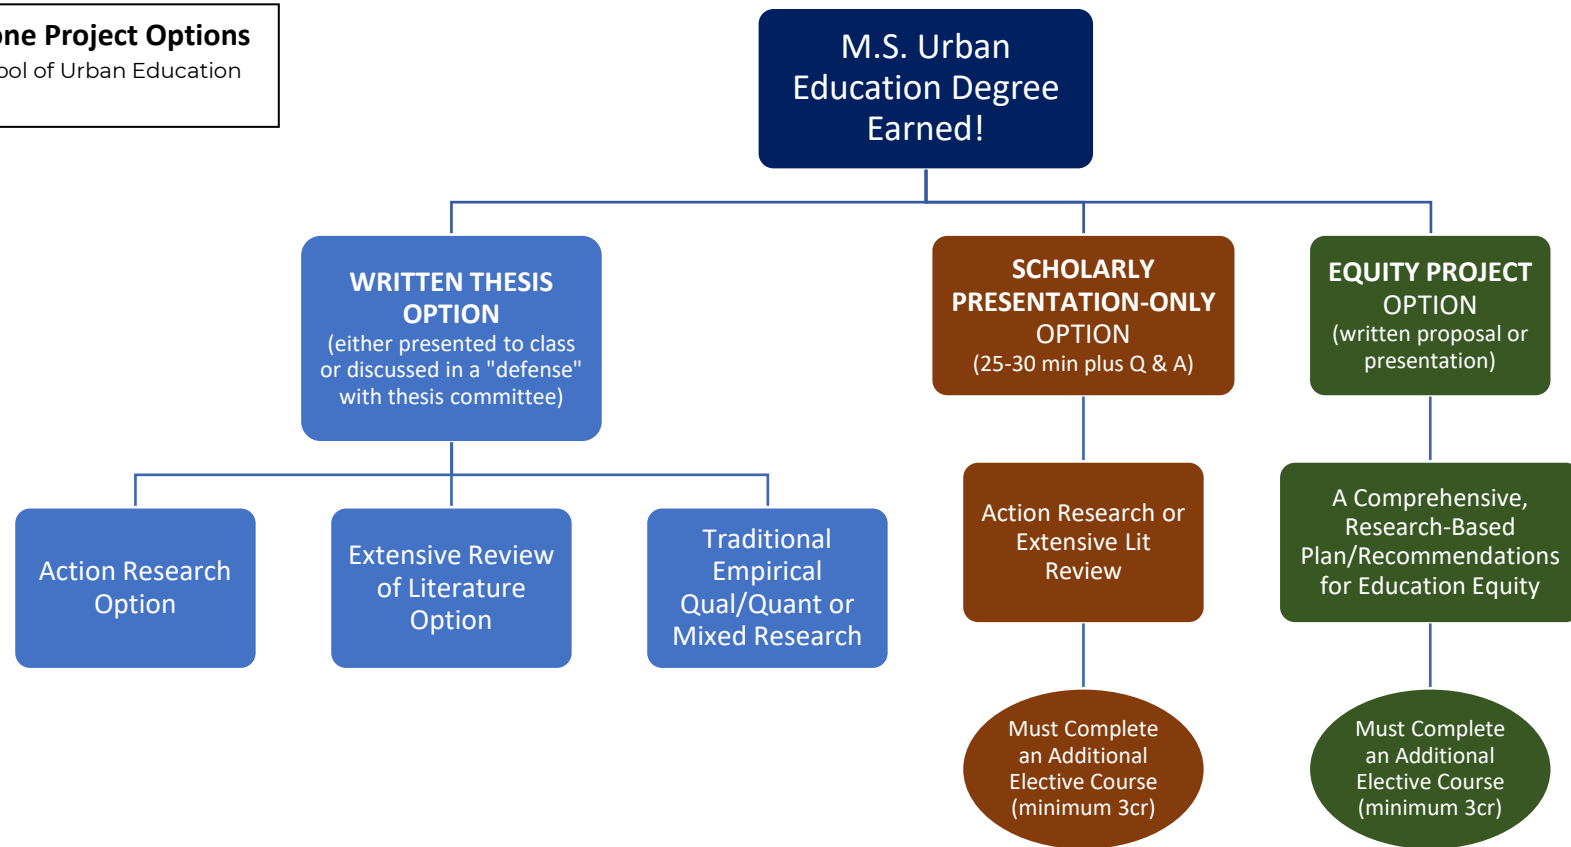 one Project Options
ool of Urban Education
M.S. Urban
Education Degree
Earned!
WRITTEN THESIS
OPTION
(either presented to class
or discussed in a "defense"
with thesis committee)
SCHOLARLY
PRESENTATION-ONLY
OPTION
(25-30 min plus Q & A)
EQUITY PROJECT
OPTION
(written proposal or
presentation)
Action Research
Option
Extensive Review
of Literature
Option
Traditional
Empirical
Qual/Quant or
Mixed Research
Action Research or
Extensive Lit
Review
A Comprehensive,
Research-Based
Plan/Recommendations
for Education Equity
Must Complete
an Additional
Elective Course
(minimum 3cr)
Must Complete
an Additional
Elective Course
(minimum 3cr)